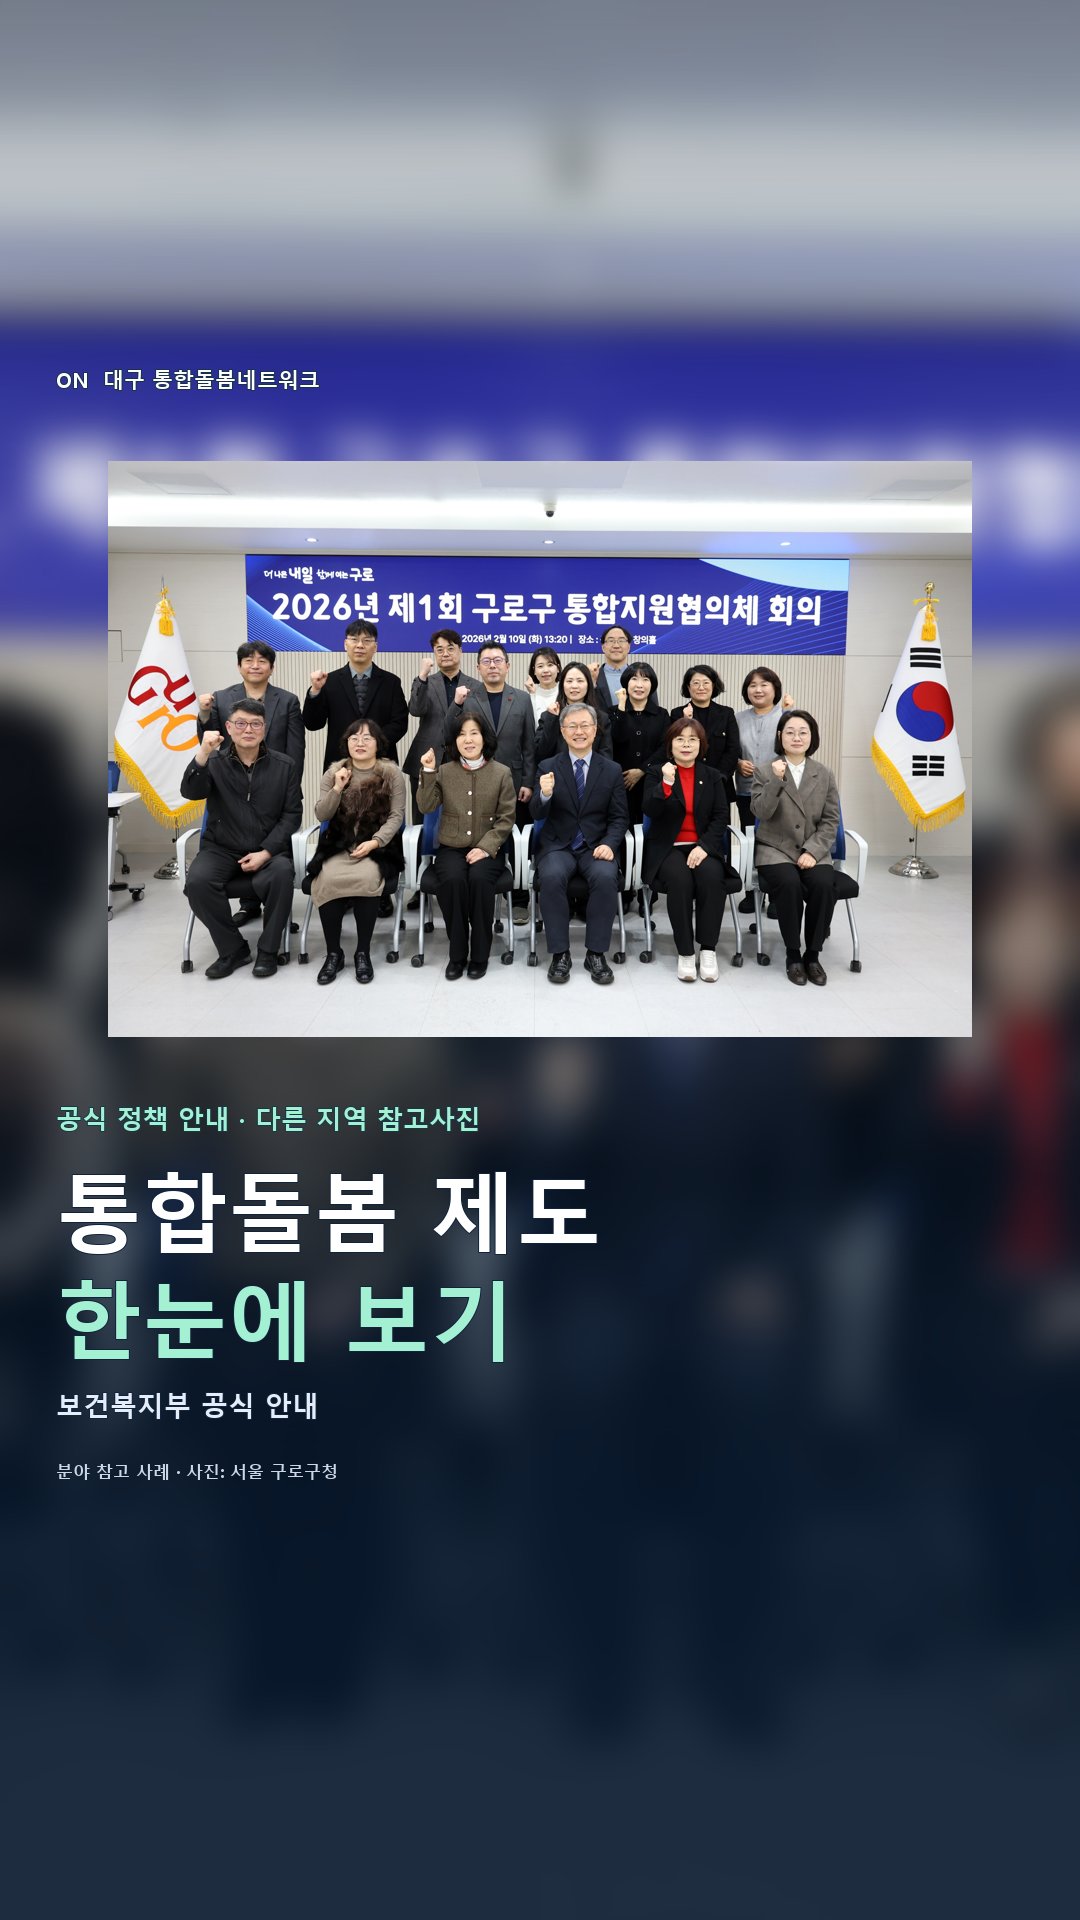 ON 대구 통합돌봄네트워크
더 나은 내일 함께 여는 구로
2026년 제1회 구로구 통합지원협의체 회의
2026년 2월 10일 (화) 13:20 | 장소 : 창의홀
공식 정책 안내 · 다른 지역 참고사진
통합돌봄 제도
한눈에 보기
보건복지부 공식 안내
분야 참고 사례 · 사진: 서울 구로구청